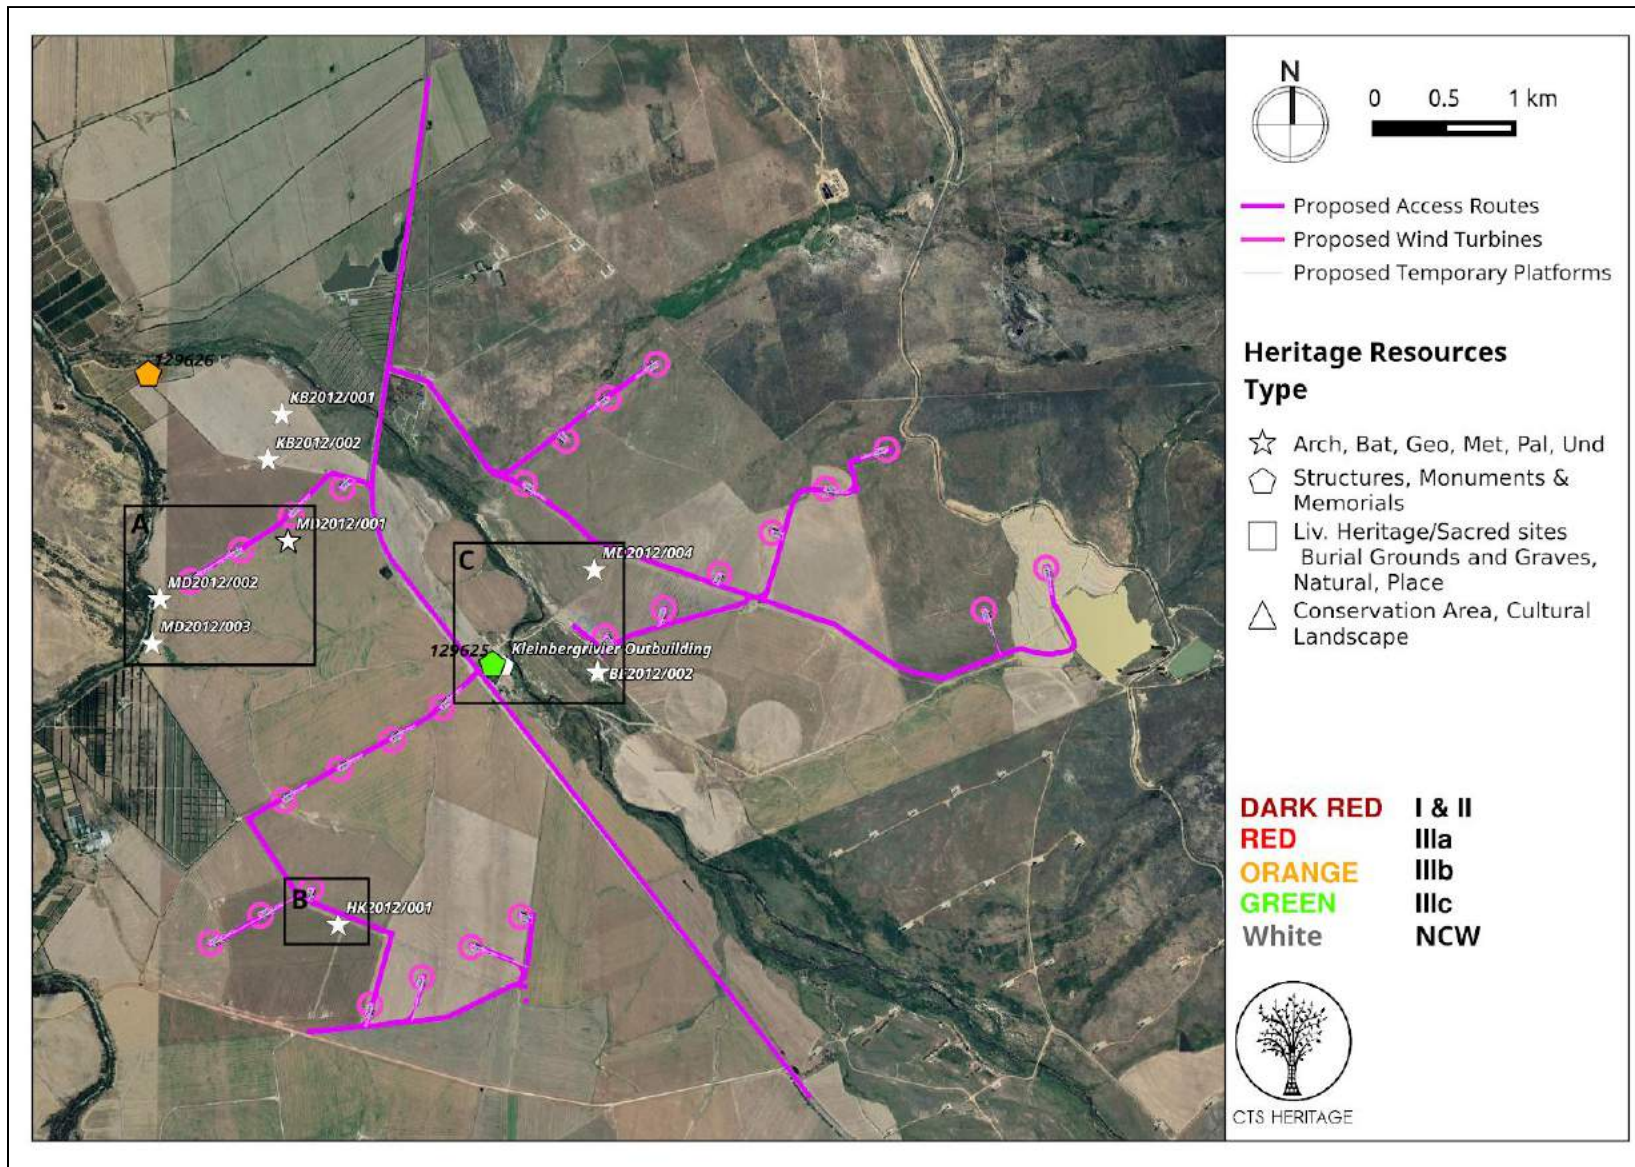 129626
KB2012/001
KB2012/002
A
MD2012/001
MD2012/002
MD2012/003
C
MD2012/004
129625
Kleinbergrivier Outbuilding
BE2012/002
B
HK2012/001
N
0 0.5 1 km
Proposed Access Routes
Proposed Wind Turbines
Proposed Temporary Platforms
Heritage Resources
Type
Arch, Bat, Geo, Met, Pal, Und
Structures, Monuments &
Memorials
Liv. Heritage/Sacred sites
Burial Grounds and Graves,
Natural, Place
Conservation Area, Cultural
Landscape
DARK RED I & II
RED IIIa
ORANGE IIIb
GREEN IIIc
White NCW
CTS HERITAGE